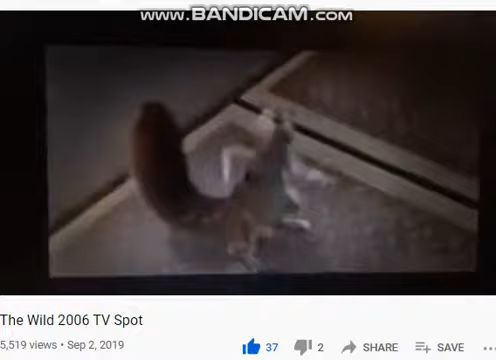 www.BANDICAM.com
The Wild 2006 TV Spot
5,519 views • Sep 2, 2019
37
2
SHARE
SAVE
...